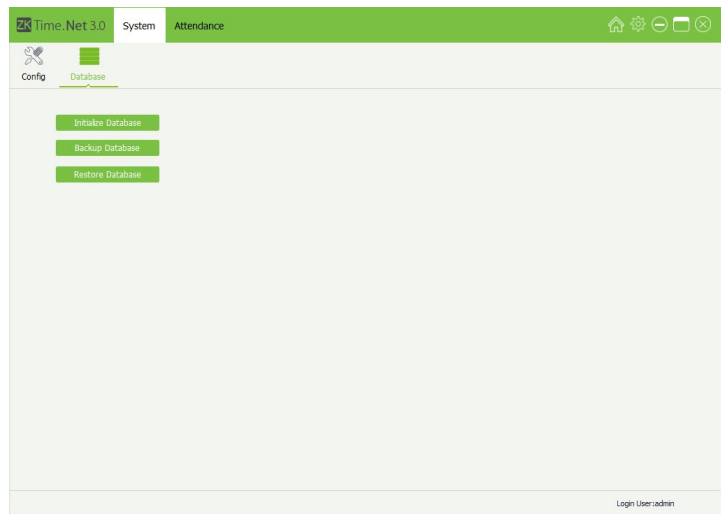 ZK Time.Net 3.0 System Attendance
Config Database
Initialize Database
Backup Database
Restore Database
Login User:admin